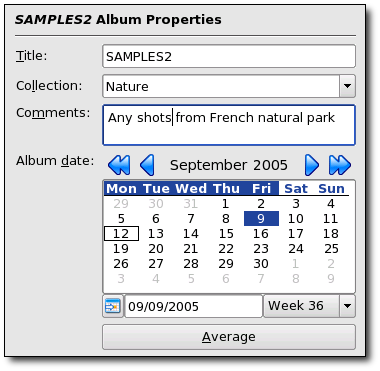 SAMPLES2 Album Properties
Title: SAMPLES2
Collection: Nature
Comments: Any shots from French natural park
Album date: September 2005
Mon Tue Wed Thu Fri Sat Sun
29 30 31 1 2 3 4
5 6 7 8 9 10 11
12 13 14 15 16 17 18
19 20 21 22 23 24 25
26 27 28 29 30 1 2
3 4 5 6 7 8 9
09/09/2005 Week 36
Average